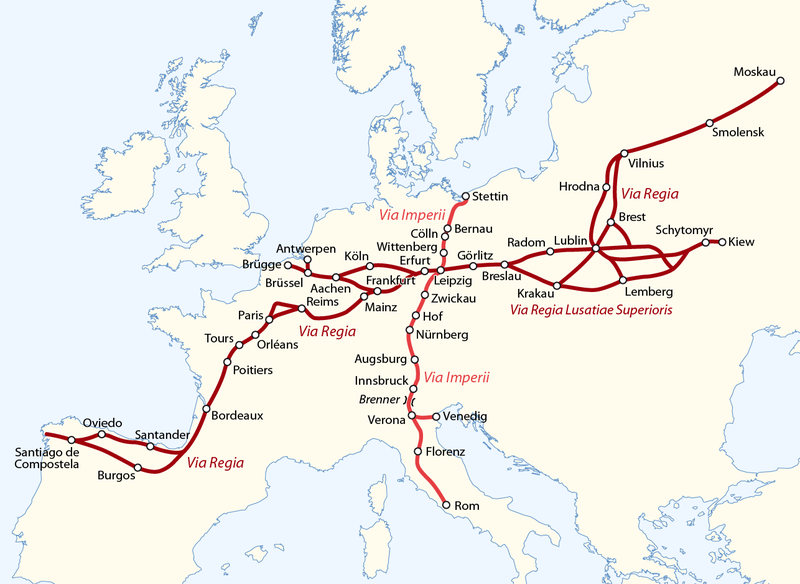 Moskau
Smolensk
Vilnius
Hrodna
Via Regia
Stettin
Via Imperii
Bernau
Cölln
Brest
Schytomyr
Wittenberg
Radom
Lublin
Kiew
Antwerpen
Köln
Erfurt
Görlitz
Brügge
Brüssel
Aachen
Frankfurt
Leipzig
Breslau
Krakau
Lemberg
Reims
Mainz
Zwickau
Via Regia Lusatiae Superioris
Paris
Hof
Via Regia
Tours
Orléans
Nürnberg
Poitiers
Augsburg
Innsbruck
Via Imperii
Brenner
Bordeaux
Verona
Venedig
Oviedo
Santander
Santiago de
Compostela
Florenz
Via Regia
Burgos
Rom